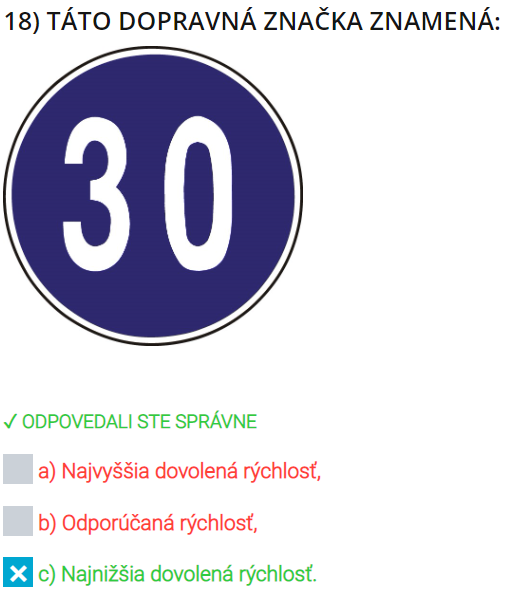 18) TÁTO DOPRAVNÁ ZNAČKA ZNAMENÁ:
30
✓ ODPOVEDALI STE SPRÁVNE
a) Najvyššia dovolená rýchlosť,
b) Odporúčaná rýchlosť,
c) Najnižšia dovolená rýchlosť.